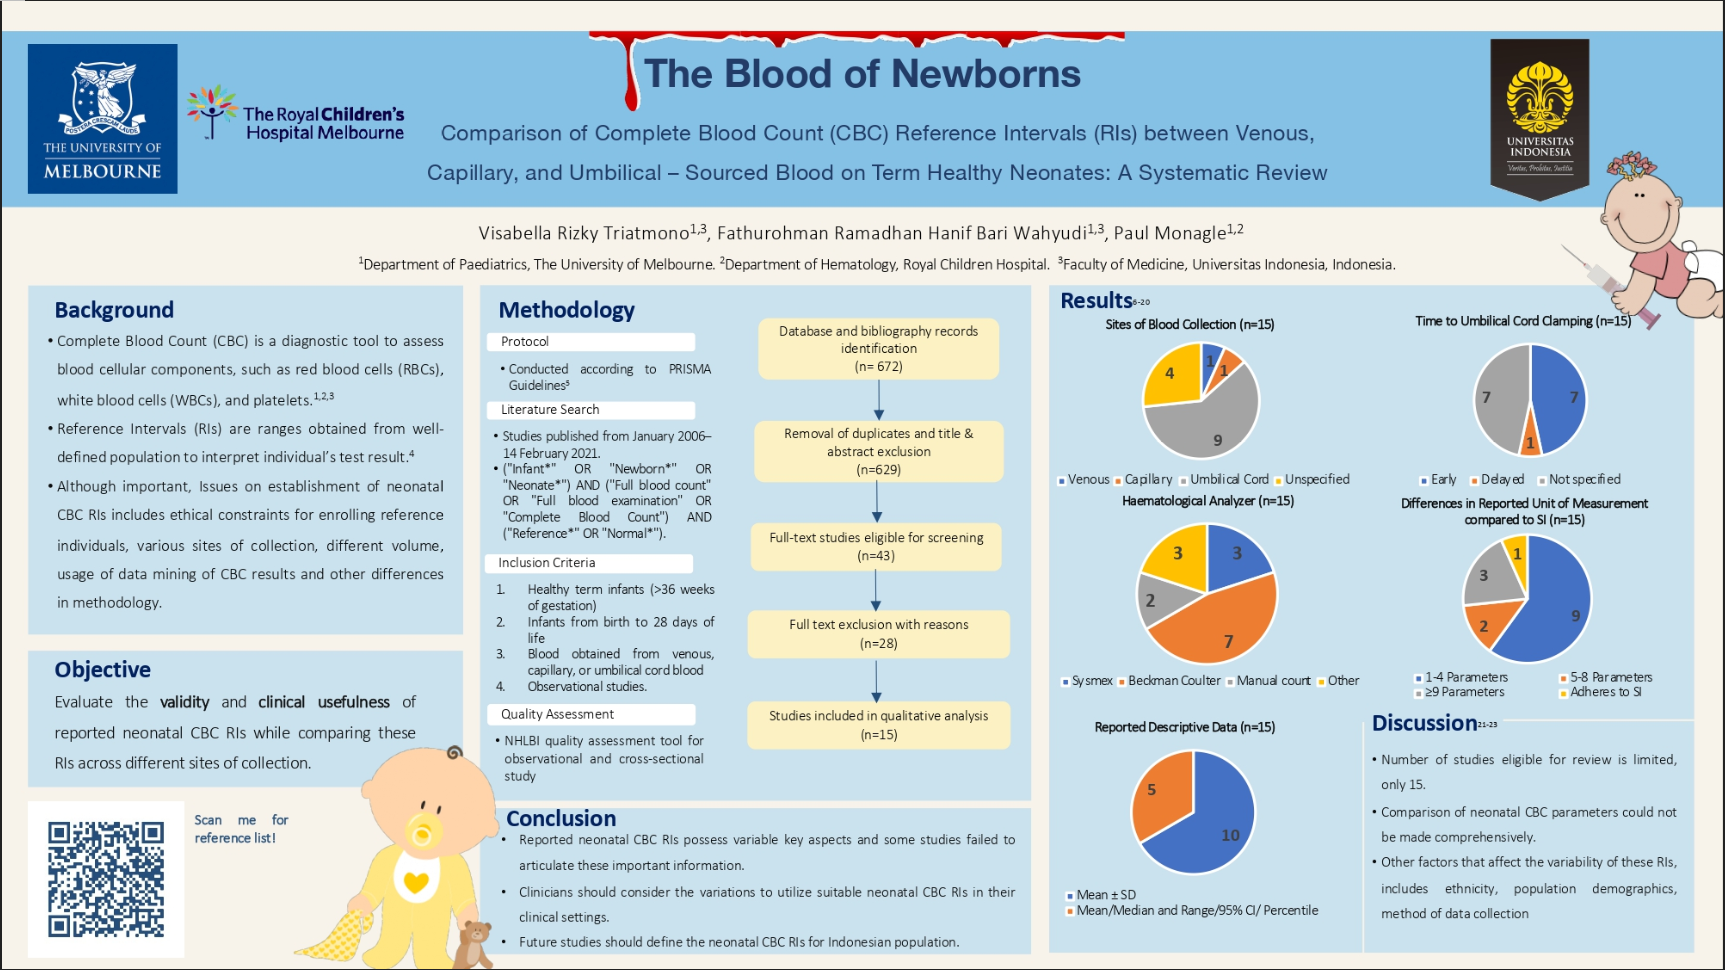 The Blood of Newborns
Comparison of Complete Blood Count (CBC) Reference Intervals (RIs) between Venous,
Capillary, and Umbilical – Sourced Blood on Term Healthy Neonates: A Systematic Review
THE UNIVERSITY OF
MELBOURNE
The Royal Children's
Hospital Melbourne
UNIVERSITAS
INDONESIA
Veritas, Probitas, Iustitia
Visabella Rizky Triatmono1,3, Fathurohman Ramadhan Hanif Bari Wahyudi1,3, Paul Monagle1,2
1Department of Paediatrics, The University of Melbourne. 2Department of Hematology, Royal Children Hospital. 3Faculty of Medicine, Universitas Indonesia, Indonesia.
Background
• Complete Blood Count (CBC) is a diagnostic tool to assess
blood cellular components, such as red blood cells (RBCs),
white blood cells (WBCs), and platelets.1,2,3
• Reference Intervals (RIs) are ranges obtained from well-
defined population to interpret individual's test result.4
• Although important, Issues on establishment of neonatal
CBC RIs includes ethical constraints for enrolling reference
individuals, various sites of collection, different volume,
usage of data mining of CBC results and other differences
in methodology.
Objective
Evaluate the validity and clinical usefulness of
reported neonatal CBC RIs while comparing these
RIs across different sites of collection.
Scan me for
reference list!
Methodology
Protocol
• Conducted according to PRISMA
Guidelines5
Literature Search
• Studies published from January 2006–
14 February 2021.
• ("Infant*" OR "Newborn*" OR
"Neonate*") AND ("Full blood count"
OR "Full blood examination" OR
"Complete Blood Count") AND
("Reference*" OR "Normal*").
Inclusion Criteria
1. Healthy term infants (>36 weeks
of gestation)
2. Infants from birth to 28 days of
life
3. Blood obtained from venous,
capillary, or umbilical cord blood
4. Observational studies.
Quality Assessment
• NHLBI quality assessment tool for
observational and cross-sectional
study
Database and bibliography records
identification
(n= 672)
Removal of duplicates and title &
abstract exclusion
(n=629)
Full-text studies eligible for screening
(n=43)
Full text exclusion with reasons
(n=28)
Studies included in qualitative analysis
(n=15)
Conclusion
• Reported neonatal CBC RIs possess variable key aspects and some studies failed to
articulate these important information.
• Clinicians should consider the variations to utilize suitable neonatal CBC RIs in their
clinical settings.
• Future studies should define the neonatal CBC RIs for Indonesian population.
Results6-20
Sites of Blood Collection (n=15)
1
1
4
9
Venous Capillary Umbilical Cord Unspecified
Time to Umbilical Cord Clamping (n=15)
7
7
1
Early Delayed Not specified
Haematological Analyzer (n=15)
3
3
2
7
Sysmex Beckman Coulter Manual count Other
Differences in Reported Unit of Measurement
compared to SI (n=15)
1
3
9
2
1-4 Parameters 5-8 Parameters
≥9 Parameters Adheres to SI
Reported Descriptive Data (n=15)
5
10
Mean ± SD
Mean/Median and Range/95% CI/ Percentile
Discussion21-23
• Number of studies eligible for review is limited,
only 15.
• Comparison of neonatal CBC parameters could not
be made comprehensively.
• Other factors that affect the variability of these RIs,
includes ethnicity, population demographics,
method of data collection